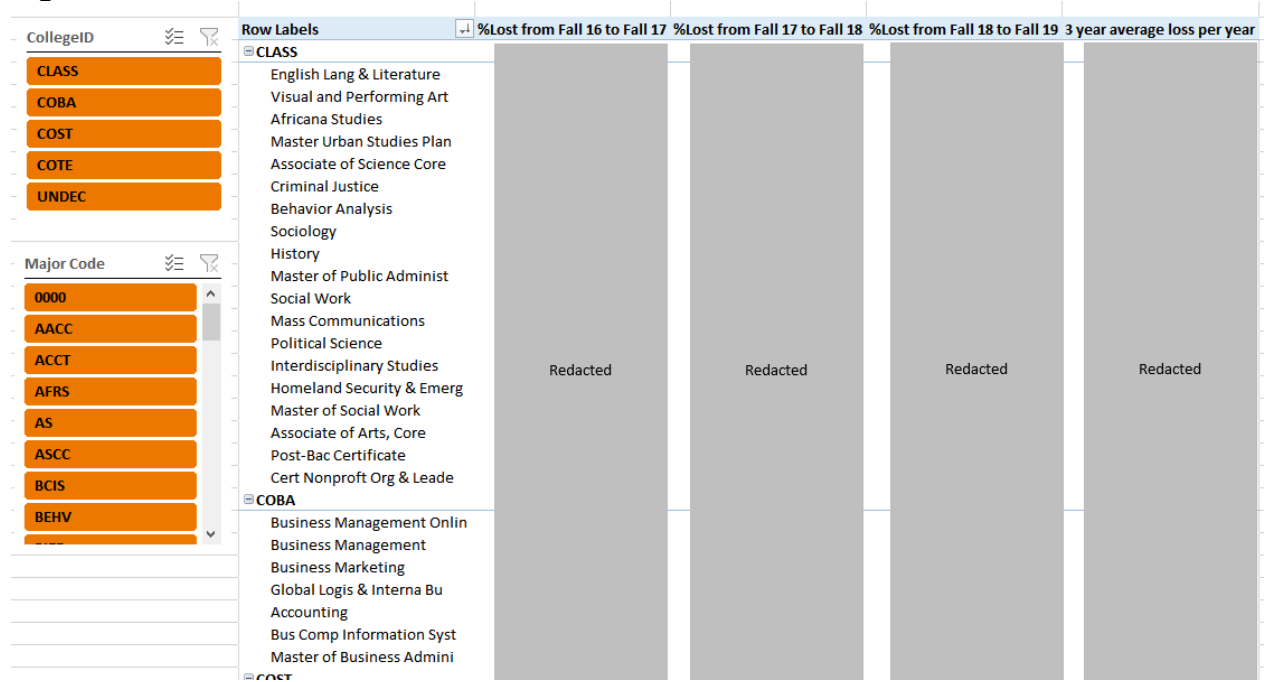 CollegeID
CLASS
COBA
COST
COTE
UNDEC
Major Code
0000
AACC
ACCT
AFRS
AS
ASCC
BCIS
BEHV
Row Labels %Lost from Fall 16 to Fall 17 %Lost from Fall 17 to Fall 18 %Lost from Fall 18 to Fall 19 3 year average loss per year
CLASS
English Lang & Literature
Visual and Performing Art
Africana Studies
Master Urban Studies Plan
Associate of Science Core
Criminal Justice
Behavior Analysis
Sociology
History
Master of Public Administ
Social Work
Mass Communications
Political Science
Interdisciplinary Studies Redacted Redacted Redacted Redacted
Homeland Security & Emerg
Master of Social Work
Associate of Arts, Core
Post-Bac Certificate
Cert Nonproft Org & Leade
COBA
Business Management Onlin
Business Management
Business Marketing
Global Logis & Interna Bu
Accounting
Bus Comp Information Syst
Master of Business Admini
COST